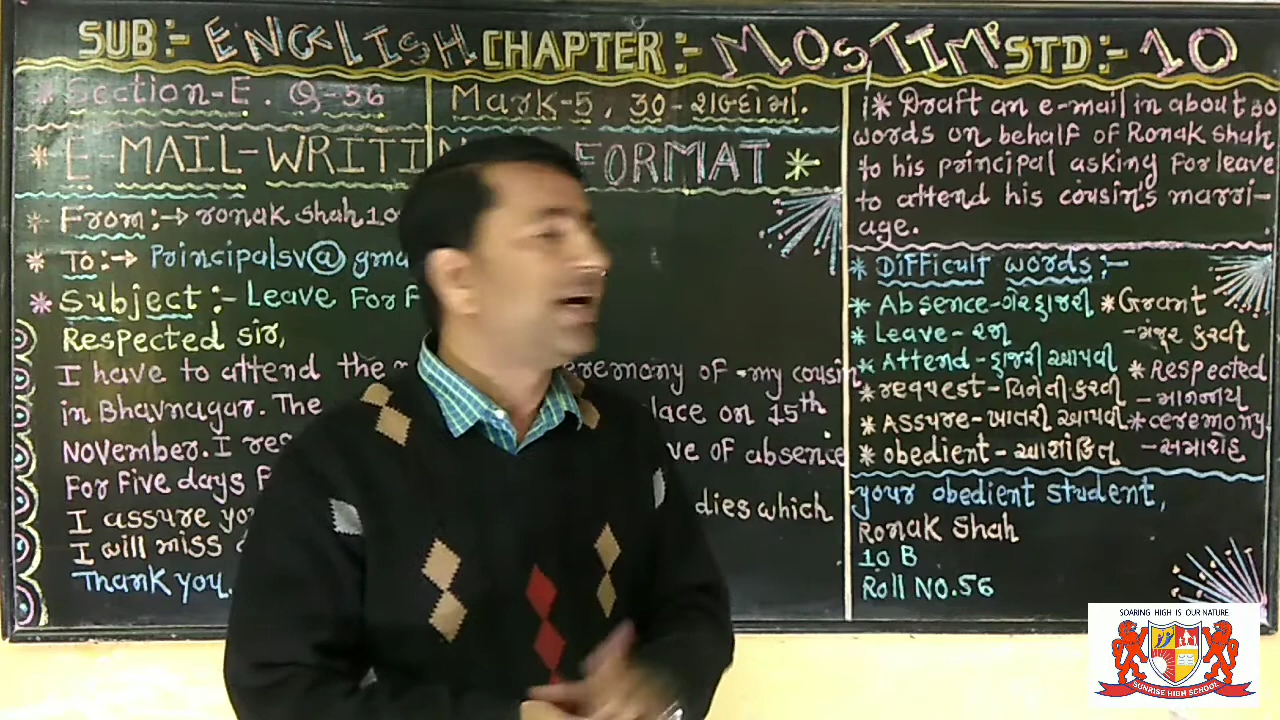 SUB:- ENGLISH CHAPTER:- MOSTIMP STD:- 10
* Section-E. Q-56
Mark-5, 30-શબ્દોમાં.
* E-MAIL-WRITI FORMAT *
* From:→ ronak shah10
* To:→ Principalsv@ gma
* Subject:- Leave For F
Respected sir,
I have to attend the eremony of my cousin
in Bhavnagar. The lace on 15th
November. I re ve of absence
For Five days F
I assure yo dies which
I will miss
Thank you.
1* Draft an e-mail in about 30
words on behalf of Ronak Shah
to his principal asking for leave
to attend his cousin's marri-
age.
* Difficult words:-
* Absence-ગેરહાજરી *Grant
* Leave-રજા -મંજૂર કરવી
* Attend-હાજરી આપવી * Respected
* request-વિનંતી કરવી -માનનીય
* Assure-ખાતરી આપવી *ceremony
* obedient-આજ્ઞાંકિત -સમારોહ
your obedient student,
Ronak Shah
10 B
Roll NO.56
SOARING HIGH IS OUR NATURE
SUNRISE HIGH SCHOOL